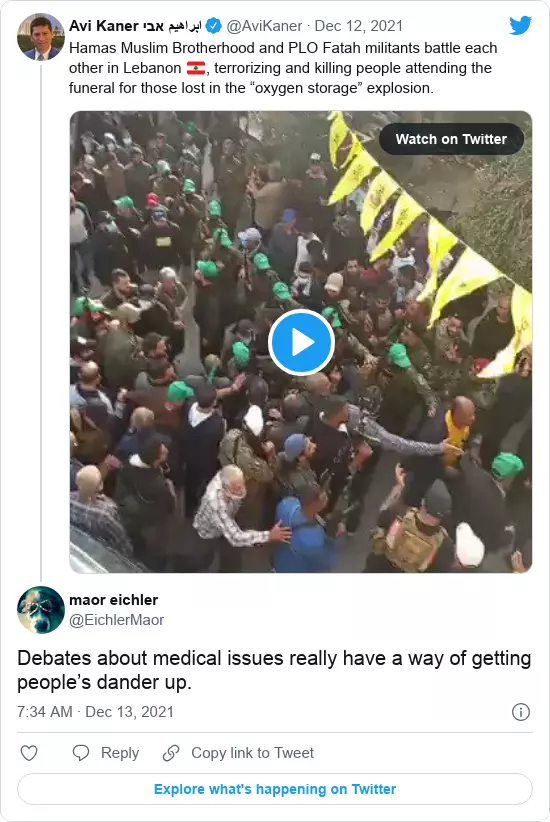 Avi Kaner ابراهيم אבי @AviKaner · Dec 12, 2021
Hamas Muslim Brotherhood and PLO Fatah militants battle each
other in Lebanon 🇱🇧, terrorizing and killing people attending the
funeral for those lost in the “oxygen storage” explosion.
Watch on Twitter
maor eichler
@EichlerMaor
Debates about medical issues really have a way of getting
people’s dander up.
7:34 AM · Dec 13, 2021
Reply
Copy link to Tweet
Explore what's happening on Twitter